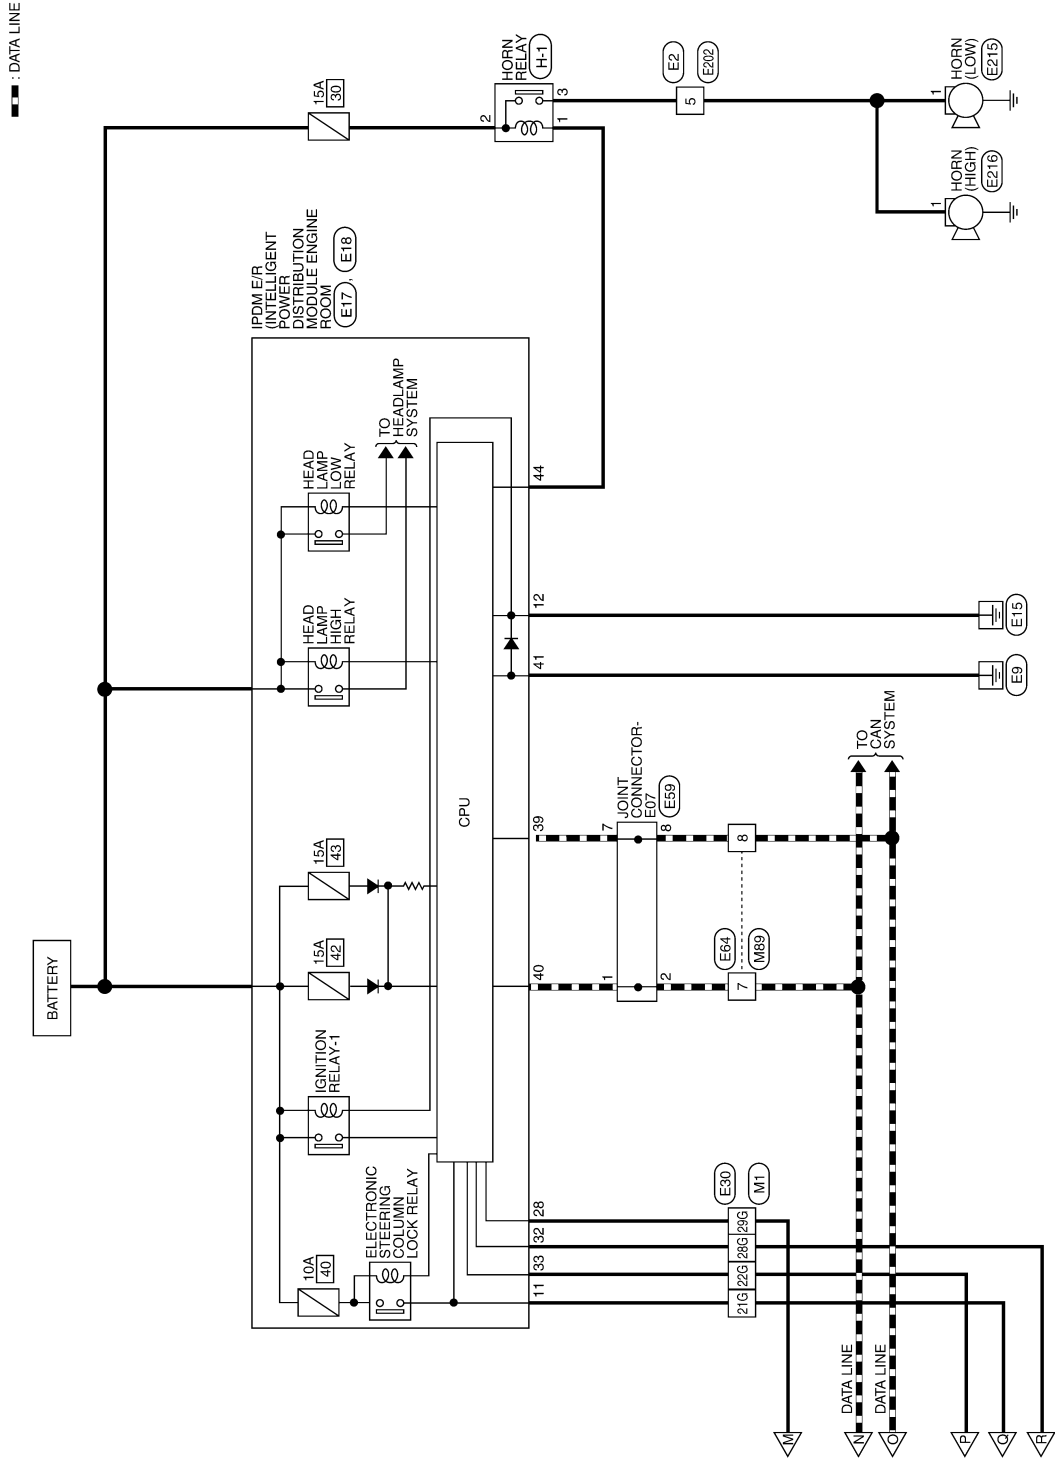 : DATA LINE
BATTERY
15A
30
HORN
RELAY
H-1
2
3
1
E2
E202
5
1
HORN
(LOW)
E215
1
HORN
(HIGH)
E216
IPDM E/R
(INTELLIGENT
POWER
DISTRIBUTION
MODULE ENGINE
ROOM
E17 , E18
10A
40
ELECTRONIC
STEERING
COLUMN
LOCK RELAY
IGNITION
RELAY-1
15A
42
15A
43
HEAD
LAMP
HIGH
RELAY
HEAD
LAMP
LOW
RELAY
TO
HEADLAMP
SYSTEM
CPU
11
33
32
28
40
39
41
12
44
1
7
JOINT
CONNECTOR-
E07
E59
2
8
E30
M1
21G
22G
28G
29G
E64
M89
7
8
E9
E15
TO
CAN
SYSTEM
DATA LINE
DATA LINE
M
N
O
P
Q
R